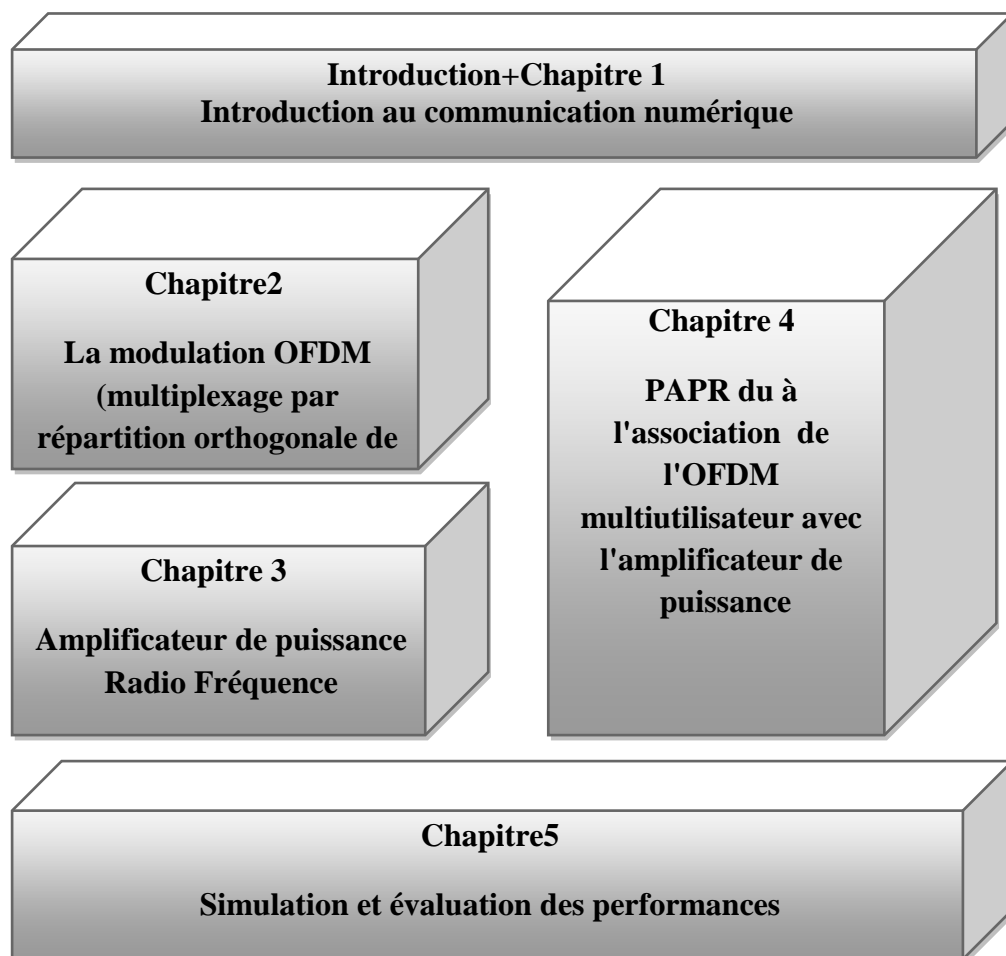 Introduction+Chapitre 1
Introduction au communication numérique
Chapitre2
La modulation OFDM
(multiplexage par
répartition orthogonale de
Chapitre 3
Amplificateur de puissance
Radio Fréquence
Chapitre 4
PAPR du à
l'association de
l'OFDM
multiutilisateur avec
l'amplificateur de
puissance
Chapitre5
Simulation et évaluation des performances